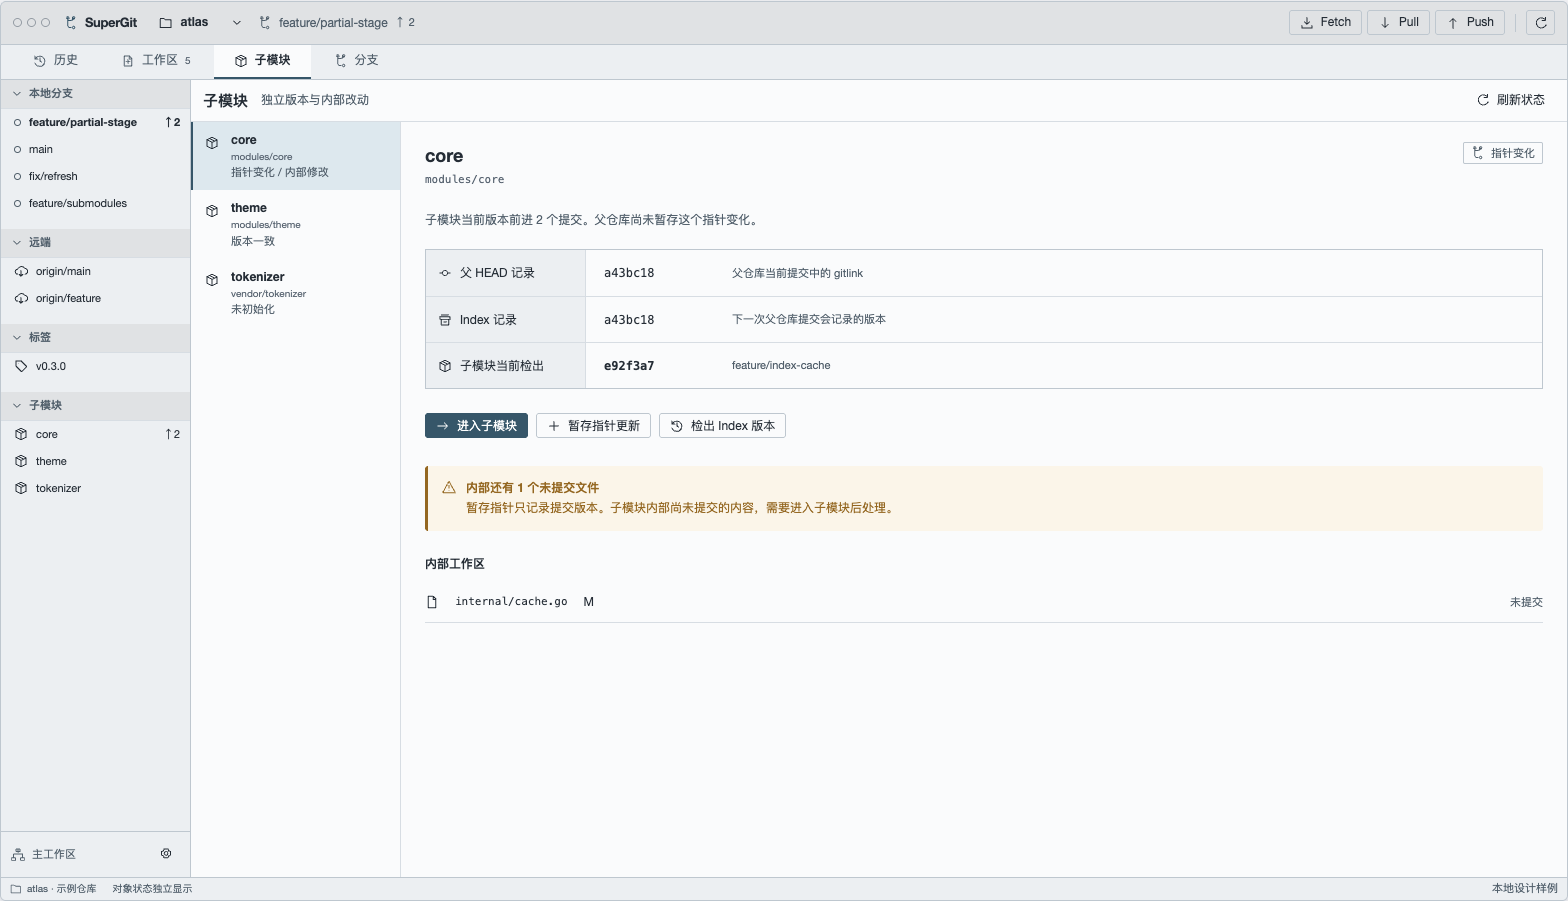 SuperGit atlas feature/partial-stage ↑ 2 Fetch Pull Push
历史 工作区 5 子模块 分支
本地分支
feature/partial-stage ↑2
main
fix/refresh
feature/submodules
远端
origin/main
origin/feature
标签
v0.3.0
子模块
core ↑2
theme
tokenizer
主工作区
子模块 独立版本与内部改动 刷新状态
core
modules/core
指针变化 / 内部修改
theme
modules/theme
版本一致
tokenizer
vendor/tokenizer
未初始化
core 指针变化
modules/core
子模块当前版本前进 2 个提交。父仓库尚未暂存这个指针变化。
父 HEAD 记录 a43bc18 父仓库当前提交中的 gitlink
Index 记录 a43bc18 下一次父仓库提交会记录的版本
子模块当前检出 e92f3a7 feature/index-cache
进入子模块 暂存指针更新 检出 Index 版本
内部还有 1 个未提交文件
暂存指针只记录提交版本。子模块内部尚未提交的内容，需要进入子模块后处理。
内部工作区
internal/cache.go M 未提交
atlas · 示例仓库 对象状态独立显示 本地设计样例